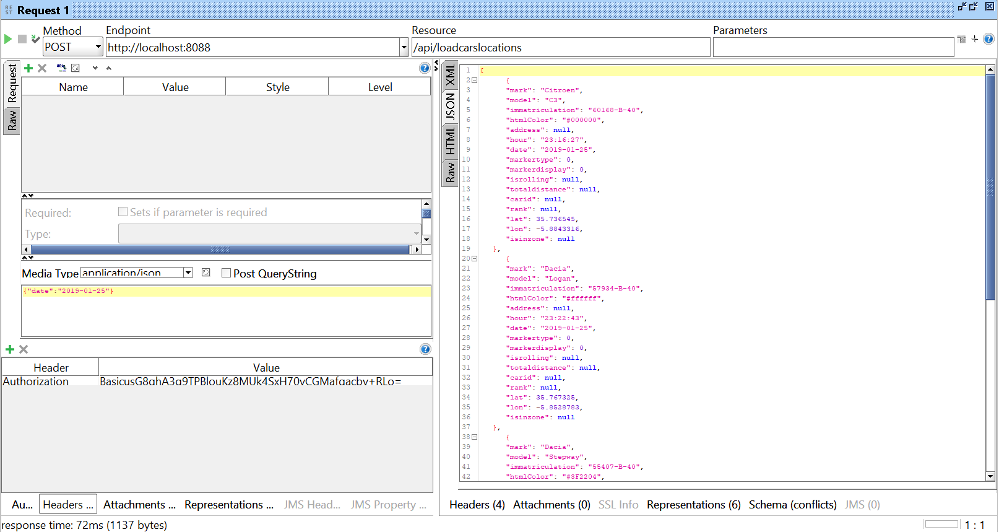 RE
ST
Request 1
Method
Endpoint
Resource
Parameters
POST
http://localhost:8088
/api/loadcarslocations
Request
Raw
Name Value Style Level
Required:
Sets if parameter is required
Type:
Media Type application/json Post QueryString
{"date":"2019-01-25"}
Header Value
Authorization
Au... Headers ... Attachments ... Representations ... JMS Head... JMS Property ...
XML
JSON
HTML
Raw
1 [
2 {
3 "mark": "Citroen",
4 "model": "C3",
5 "immatriculation": "60168-B-40",
6 "htmlColor": "#000000",
7 "address": null,
8 "hour": "23:16:27",
9 "date": "2019-01-25",
10 "markertype": 0,
11 "markerdisplay": 0,
12 "isrolling": null,
13 "totaldistance": null,
14 "carid": null,
15 "rank": null,
16 "lat": 35.736545,
17 "lon": -5.8843316,
18 "isinzone": null
19 },
20 {
21 "mark": "Dacia",
22 "model": "Logan",
23 "immatriculation": "57934-B-40",
24 "htmlColor": "#ffffff",
25 "address": null,
26 "hour": "23:22:43",
27 "date": "2019-01-25",
28 "markertype": 0,
29 "markerdisplay": 0,
30 "isrolling": null,
31 "totaldistance": null,
32 "carid": null,
33 "rank": null,
34 "lat": 35.767325,
35 "lon": -5.8528783,
36 "isinzone": null
37 },
38 {
39 "mark": "Dacia",
40 "model": "Stepway",
41 "immatriculation": "55407-B-40",
42 "htmlColor": "#3F2204",
Headers (4) Attachments (0) SSL Info Representations (6) Schema (conflicts) JMS (0)
response time: 72ms (1137 bytes)
1 : 1